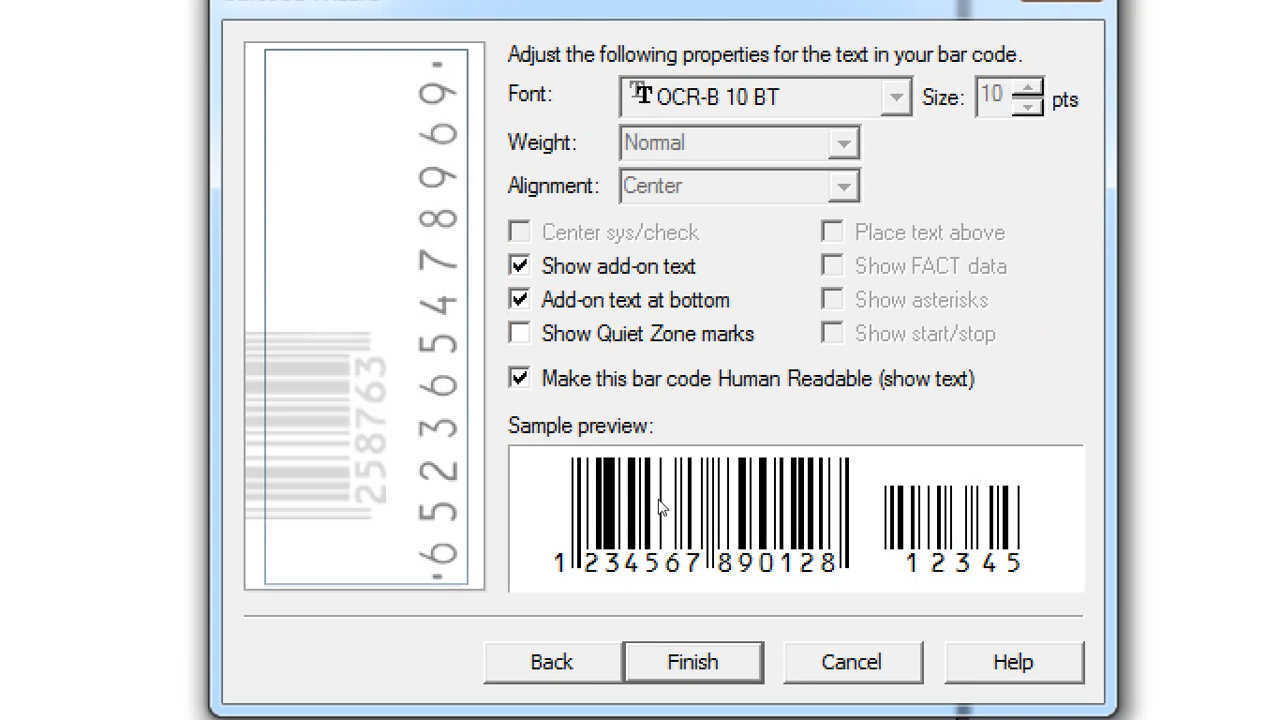 Adjust the following properties for the text in your bar code.
Font: OCR-B 10 BT Size: 10 pts
Weight: Normal
Alignment: Center
Center sys/check Place text above
Show add-on text Show FACT data
Add-on text at bottom Show asterisks
Show Quiet Zone marks Show start/stop
Make this bar code Human Readable (show text)
Sample preview:
1 234567 890128 12345
258763
6523654789 69
Back Finish Cancel Help